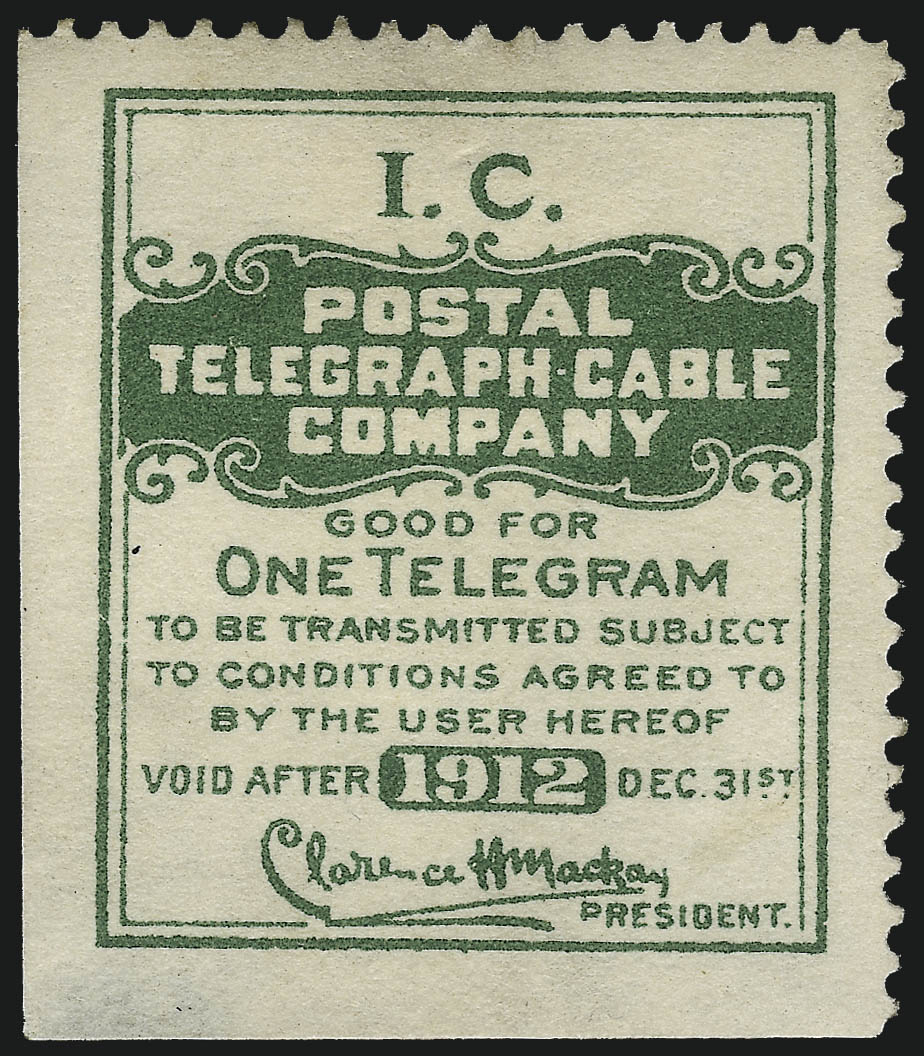 I. C.
POSTAL
TELEGRAPH·CABLE
COMPANY
GOOD FOR
ONE TELEGRAM
TO BE TRANSMITTED SUBJECT
TO CONDITIONS AGREED TO
BY THE USER HEREOF
VOID AFTER 1912 DEC. 31ST
Clarence H Mackay
PRESIDENT.